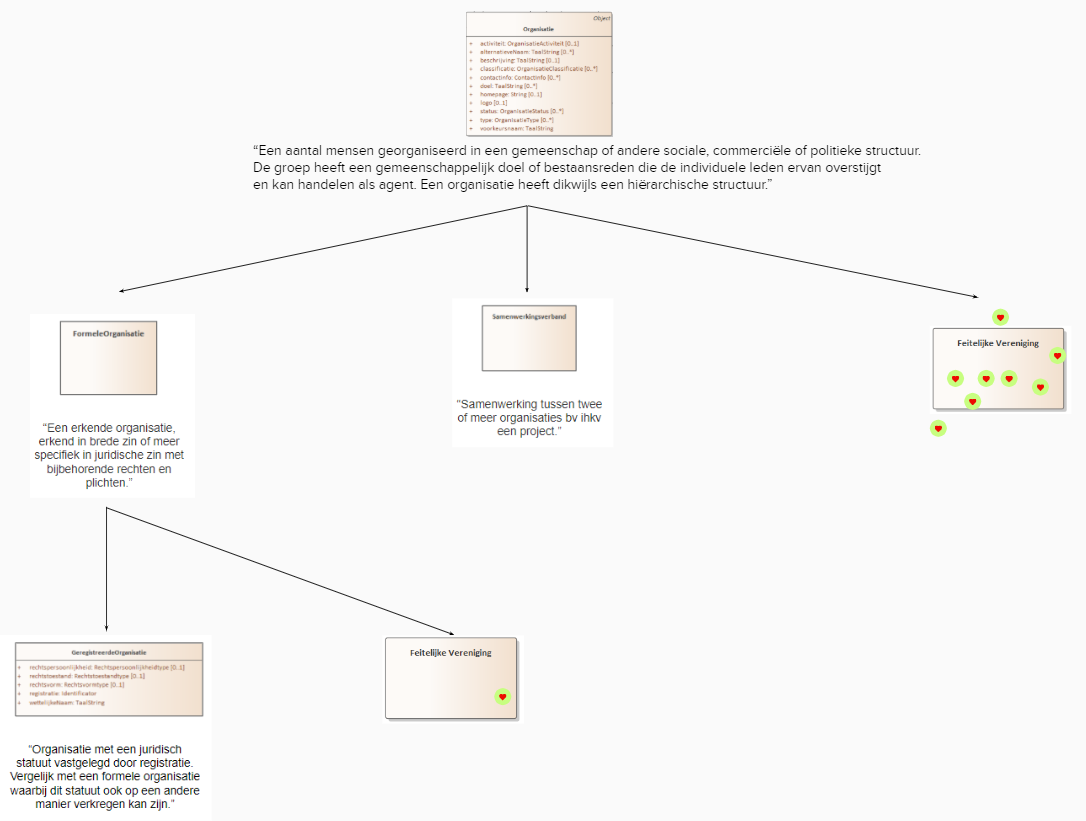 Object
Organisatie
+ activiteit: OrganisatieActiviteit [0..1]
+ alternatieveNaam: TaalString [0..*]
+ beschrijving: TaalString [0..1]
+ classificatie: OrganisatieClassificatie [0..*]
+ contactinfo: ContactInfo [0..*]
+ doel: TaalString [0..*]
+ homepage: String [0..1]
+ logo [0..1]
+ status: OrganisatieStatus [0..*]
+ type: OrganisatieType [0..*]
+ voorkeursnaam: TaalString
“Een aantal mensen georganiseerd in een gemeenschap of andere sociale, commerciële of politieke structuur.
De groep heeft een gemeenschappelijk doel of bestaansreden die de individuele leden ervan overstijgt
en kan handelen als agent. Een organisatie heeft dikwijls een hiërarchische structuur.”
FormeleOrganisatie
“Een erkende organisatie,
erkend in brede zin of meer
specifiek in juridische zin met
bijbehorende rechten en
plichten.”
Samenwerkingsverband
“Samenwerking tussen twee
of meer organisaties bv ihkv
een project.”
Feitelijke Vereniging
GeregistreerdeOrganisatie
+ rechtspersoonlijkheid: Rechtspersoonlijkheidtype [0..1]
+ rechtstoestand: Rechtstoestandtype [0..1]
+ rechtsvorm: Rechtsvormtype [0..1]
+ registratie: Identificator
+ wettelijkeNaam: TaalString
“Organisatie met een juridisch
statuut vastgelegd door registratie.
Vergelijk met een formele organisatie
waarbij dit statuut ook op een andere
manier verkregen kan zijn.”
Feitelijke Vereniging